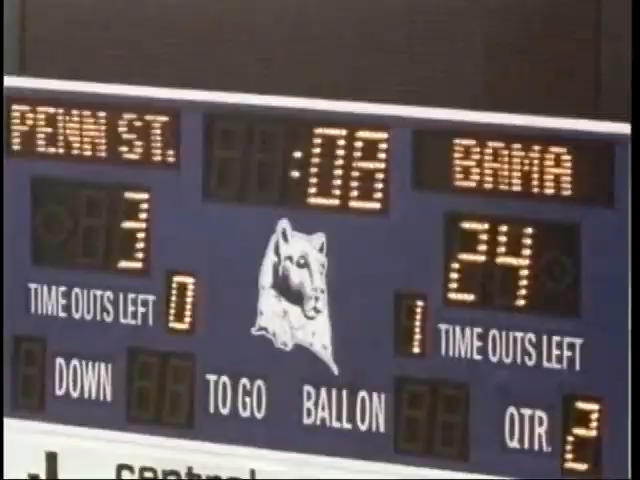 PENN ST. :08 BAMA
3 24
TIME OUTS LEFT 0 1 TIME OUTS LEFT
DOWN TO GO BALL ON QTR. 2
central